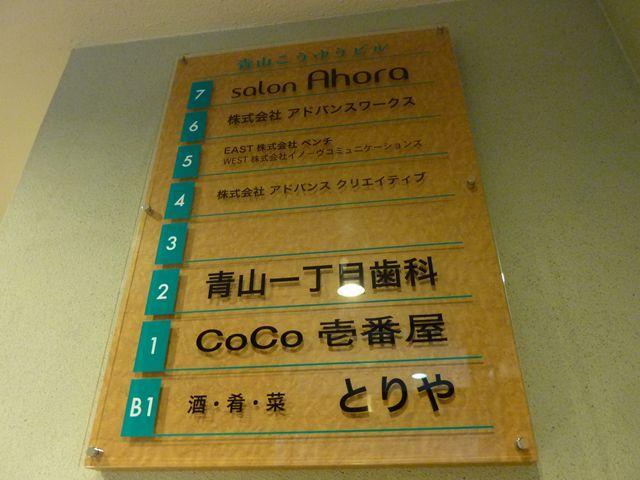 青山こうゆうビル
7 salon Ahora
6 株式会社 アドバンスワークス
5 EAST 株式会社 ベンチ
WEST 株式会社イノーヴコミュニケーションズ
4 株式会社 アドバンス クリエイティブ
3
2 青山一丁目歯科
1 CoCo 壱番屋
B1 酒・肴・菜 とりや